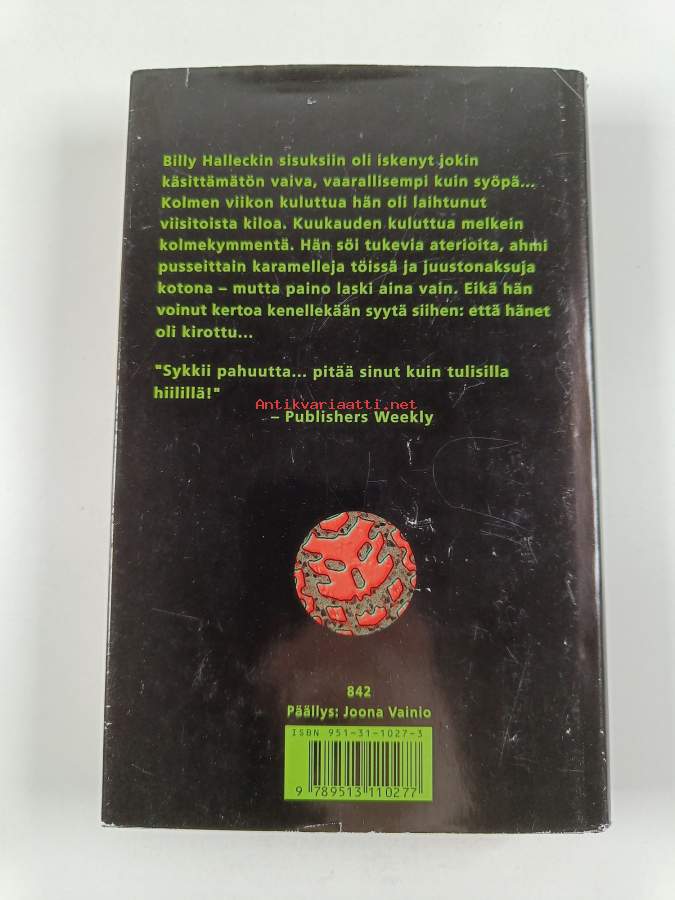 Billy Halleckin sisuksiin oli iskenyt jokin
käsittämätön vaiva, vaarallisempi kuin syöpä...
Kolmen viikon kuluttua hän oli laihtunut
viisitoista kiloa. Kuukauden kuluttua melkein
kolmekymmentä. Hän söi tukevia aterioita, ahmi
pusseittain karamelleja töissä ja juustonaksuja
kotona – mutta paino laski aina vain. Eikä hän
voinut kertoa kenellekään syytä siihen: että hänet
oli kirottu...
"Sykkii pahuutta... pitää sinut kuin tulisilla
hiilillä!"
Antikvariaatti.net
– Publishers Weekly
842
Päällys: Joona Vainio
ISBN 951-31-1027-3
9 789513 110277